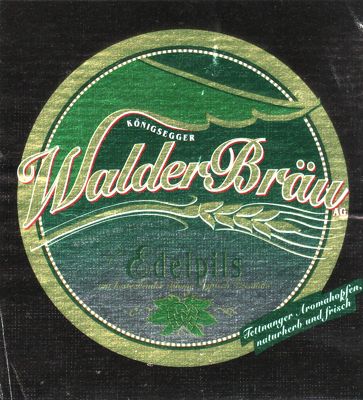 KÖNIGSEGGER
WalderBräu
AG
Edelpils
Tettnanger Aromahopfen,
naturherb und frisch